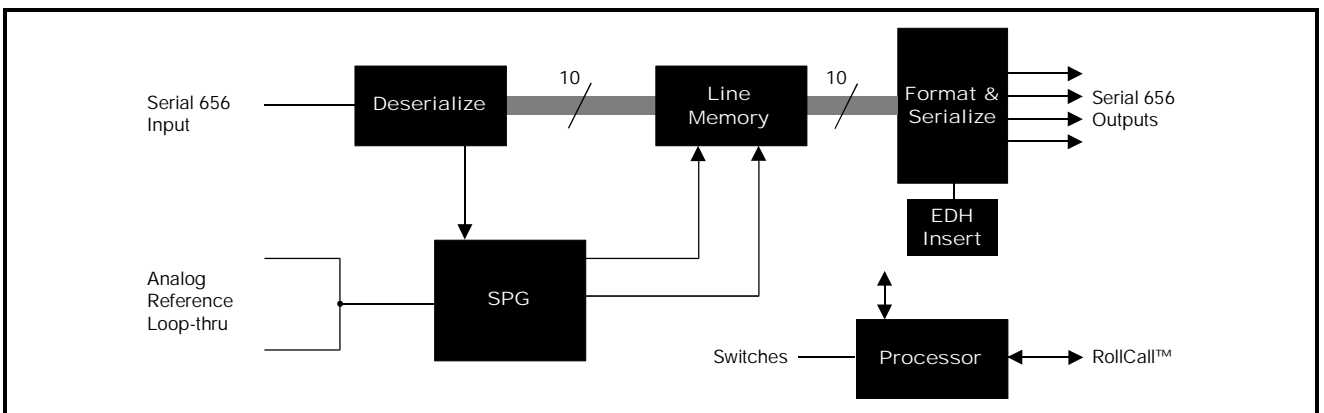 10
10
Serial 656
Input
Deserialize
Line
Memory
Format &
Serialize
Serial 656
Outputs
EDH
Insert
Analog
Reference
Loop-thru
SPG
Switches
Processor
RollCall™